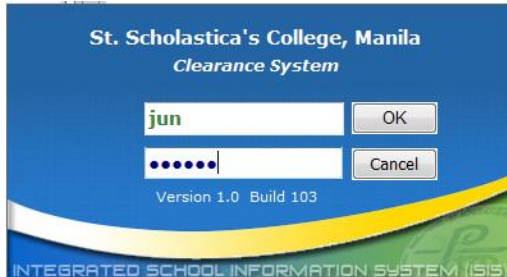 St. Scholastica's College, Manila
Clearance System
jun OK
●●●●●● Cancel
Version 1.0 Build 103
INTEGRATED SCHOOL INFORMATION SYSTEM (ISIS)